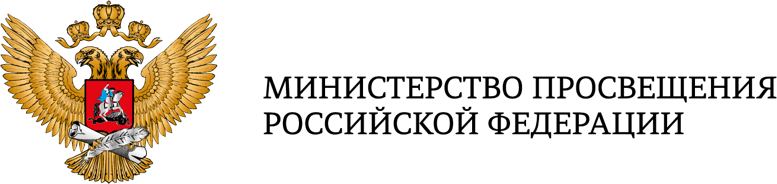 МИНИСТЕРСТВО ПРОСВЕЩЕНИЯ
РОССИЙСКОЙ ФЕДЕРАЦИИ